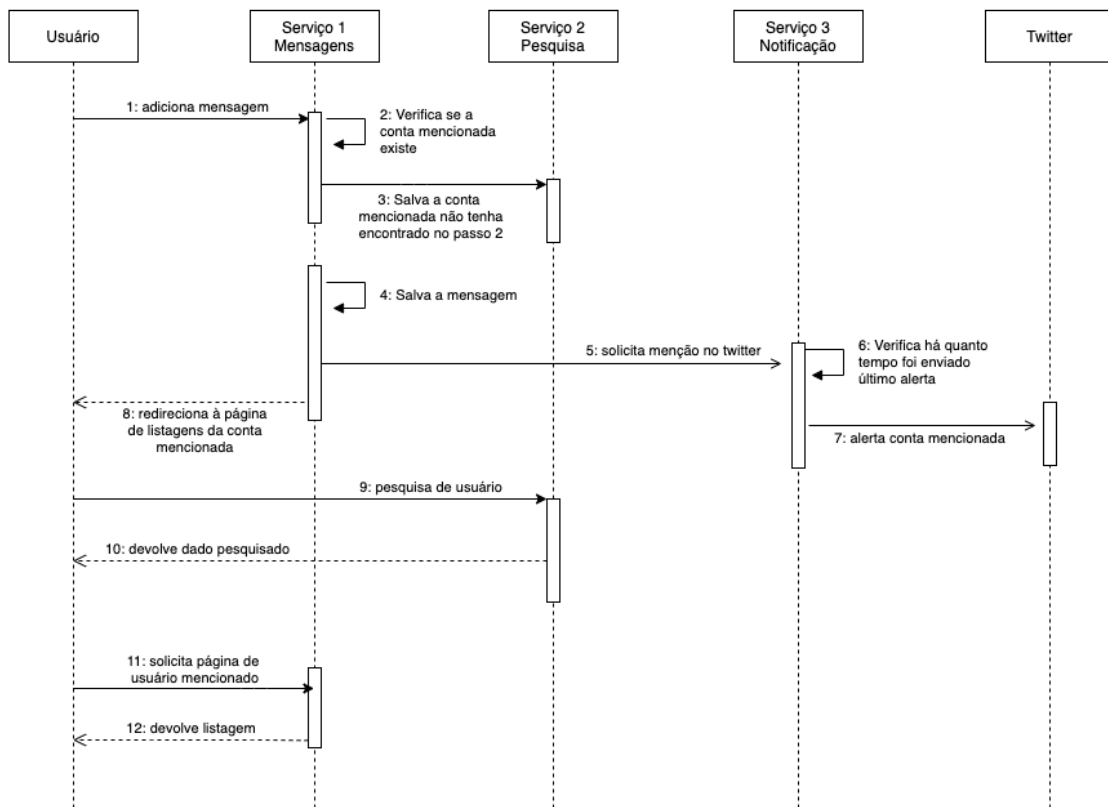 Usuário
Serviço 1
Mensagens
Serviço 2
Pesquisa
Serviço 3
Notificação
Twitter
1: adiciona mensagem
2: Verifica se a
conta mencionada
existe
3: Salva a conta
mencionada não tenha
encontrado no passo 2
4: Salva a mensagem
5: solicita menção no twitter
6: Verifica há quanto
tempo foi enviado
último alerta
7: alerta conta mencionada
8: redireciona à página
de listagens da conta
mencionada
9: pesquisa de usuário
10: devolve dado pesquisado
11: solicita página de
usuário mencionado
12: devolve listagem